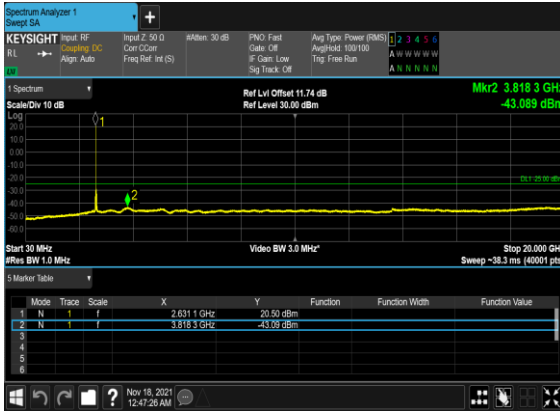 Spectrum Analyzer 1
Swept SA
+
KEYSIGHT
RL
LV
Input: RF
Coupling: DC
Align: Auto
Input Z: 50 Ω
Corr CCorr
Freq Ref: Int (S)
#Atten: 30 dB
PNO: Fast
Gate: Off
IF Gain: Low
Sig Track: Off
Avg Type: Power (RMS)
Avg|Hold: 100/100
Trig: Free Run
1 2 3 4 5 6
A W W W W W
A N N N N N
1 Spectrum
Scale/Div 10 dB
Ref Lvl Offset 11.74 dB
Ref Level 30.00 dBm
Mkr2 3.818 3 GHz
-43.089 dBm
Log
20.0
10.0
0.00
-10.0
-20.0
-30.0
-40.0
-50.0
-60.0
1
2
DL1 -25.00 dBm
Start 30 MHz
#Res BW 1.0 MHz
Video BW 3.0 MHz*
Stop 20.000 GHz
Sweep ~38.3 ms (40001 pts)
5 Marker Table
Mode Trace Scale X Y Function Function Width Function Value
1 N 1 f 2.631 1 GHz 20.50 dBm
2 N 1 f 3.818 3 GHz -43.09 dBm
3
4
5
6
?
Nov 18, 2021
12:47:26 AM